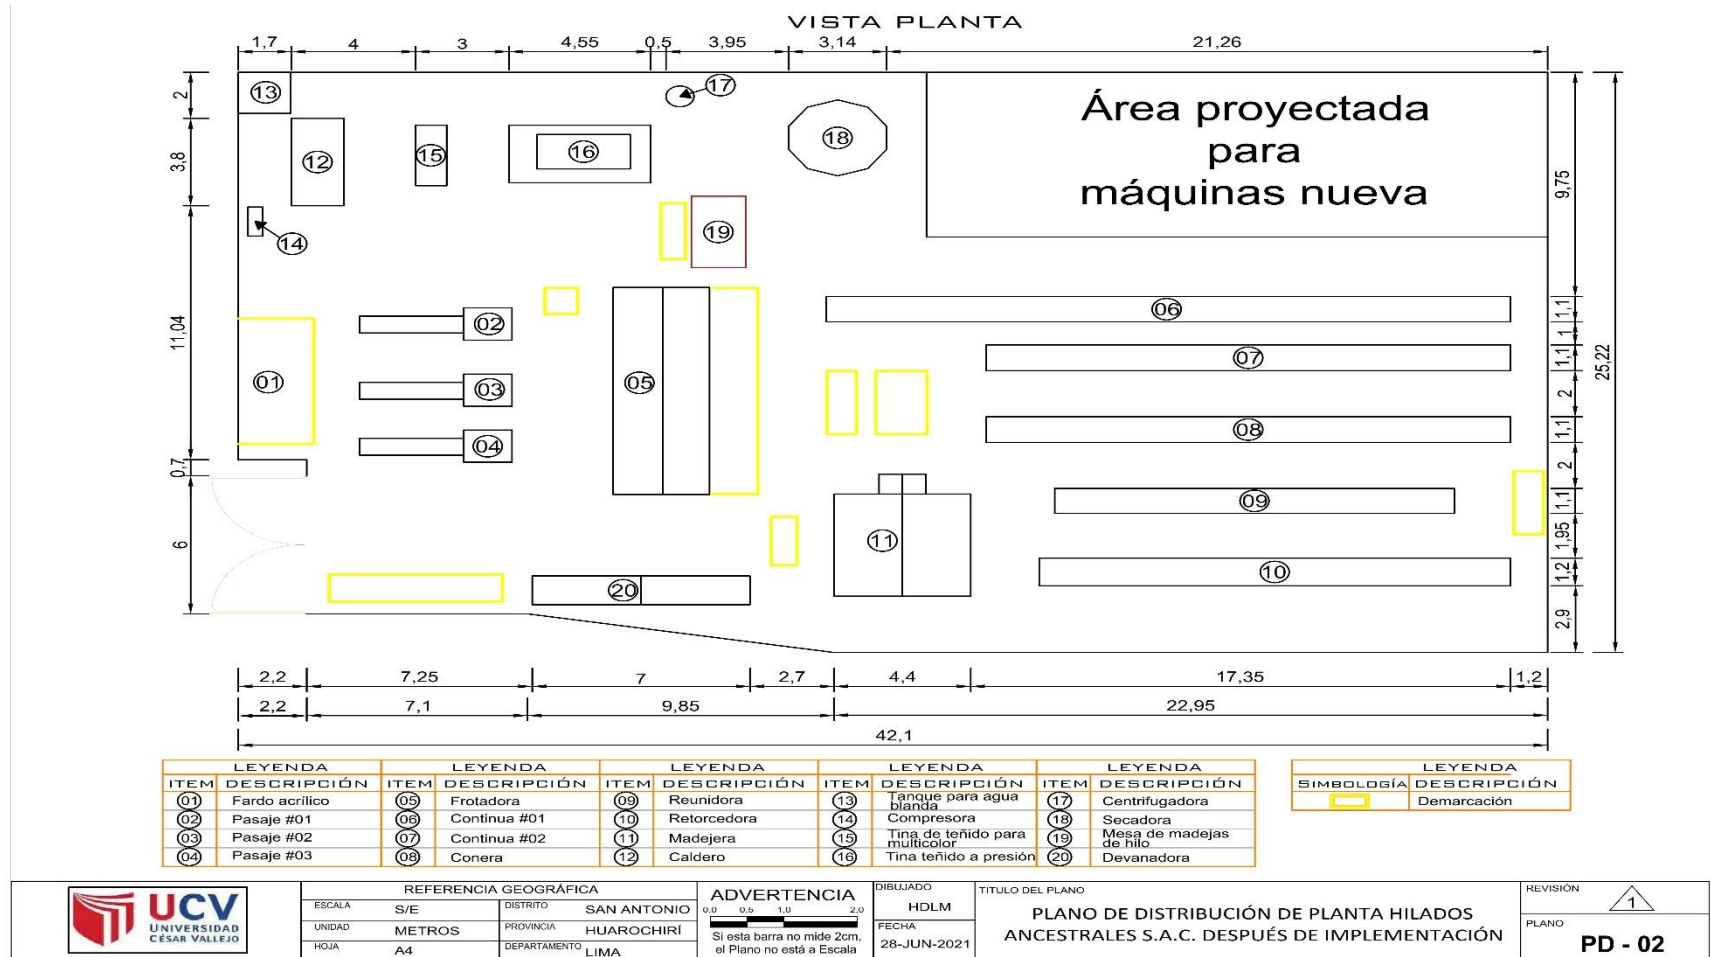 VISTA PLANTA
1,7 4 3 4,55 0,5 3,95 3,14 21,26
13
17
12
15
16
18
Área proyectada
para
máquinas nueva
14
19
02
06
01
03
05
07
04
08
09
11
10
20
2
3,8
11,04
0,7
6
9,75
1,1
1
1,1
2
1,1
2
1,1
1,95
1,2
2,9
25,22
2,2 7,25 7 2,7 4,4 17,35 1,2
2,2 7,1 9,85 22,95
42,1
LEYENDA LEYENDA LEYENDA LEYENDA LEYENDA LEYENDA
ITEM DESCRIPCIÓN ITEM DESCRIPCIÓN ITEM DESCRIPCIÓN ITEM DESCRIPCIÓN ITEM DESCRIPCIÓN SIMBOLOGÍA DESCRIPCIÓN
01 Fardo acrílico 05 Frotadora 09 Reunidora 13 Tanque para agua blanda 17 Centrifugadora Demarcación
02 Pasaje #01 06 Continua #01 10 Retorcedora 14 Compresora 18 Secadora
03 Pasaje #02 07 Continua #02 11 Madejera 15 Tina de teñido para multicolor 19 Mesa de madejas de hilo
04 Pasaje #03 08 Conera 12 Caldero 16 Tina teñido a presión 20 Devanadora
UCV
UNIVERSIDAD
CÉSAR VALLEJO
REFERENCIA GEOGRÁFICA
ESCALA S/E DISTRITO SAN ANTONIO
UNIDAD METROS PROVINCIA HUAROCHIRÍ
HOJA A4 DEPARTAMENTO LIMA
ADVERTENCIA
0,0 0,5 1,0 2,0
Si esta barra no mide 2cm,
el Plano no está a Escala
DIBUJADO
HDLM
FECHA
28-JUN-2021
TITULO DEL PLANO
PLANO DE DISTRIBUCIÓN DE PLANTA HILADOS
ANCESTRALES S.A.C. DESPUÉS DE IMPLEMENTACIÓN
REVISIÓN
1
PLANO
PD - 02